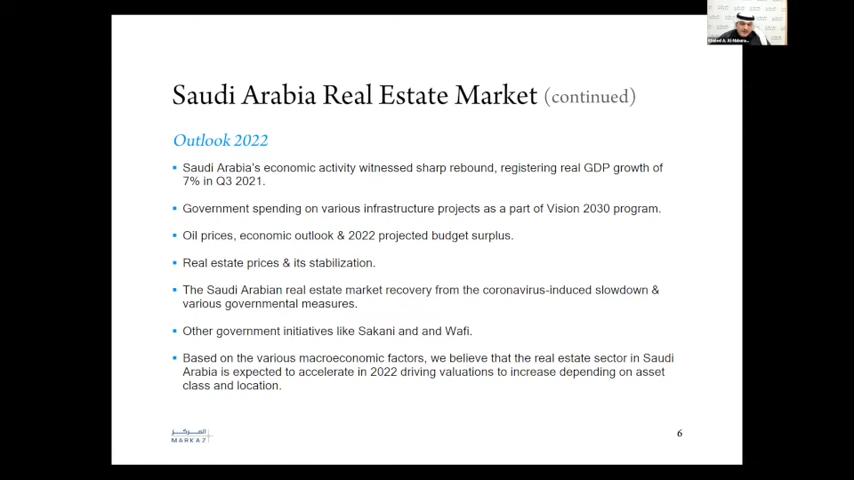 Saudi Arabia Real Estate Market (continued)
Outlook 2022
Saudi Arabia's economic activity witnessed sharp rebound, registering real GDP growth of
7% in Q3 2021.
Government spending on various infrastructure projects as a part of Vision 2030 program.
Oil prices, economic outlook & 2022 projected budget surplus.
Real estate prices & its stabilization.
The Saudi Arabian real estate market recovery from the coronavirus-induced slowdown &
various governmental measures.
Other government initiatives like Sakani and and Wafi.
Based on the various macroeconomic factors, we believe that the real estate sector in Saudi
Arabia is expected to accelerate in 2022 driving valuations to increase depending on asset
class and location.
المركز
MARKAZ
6